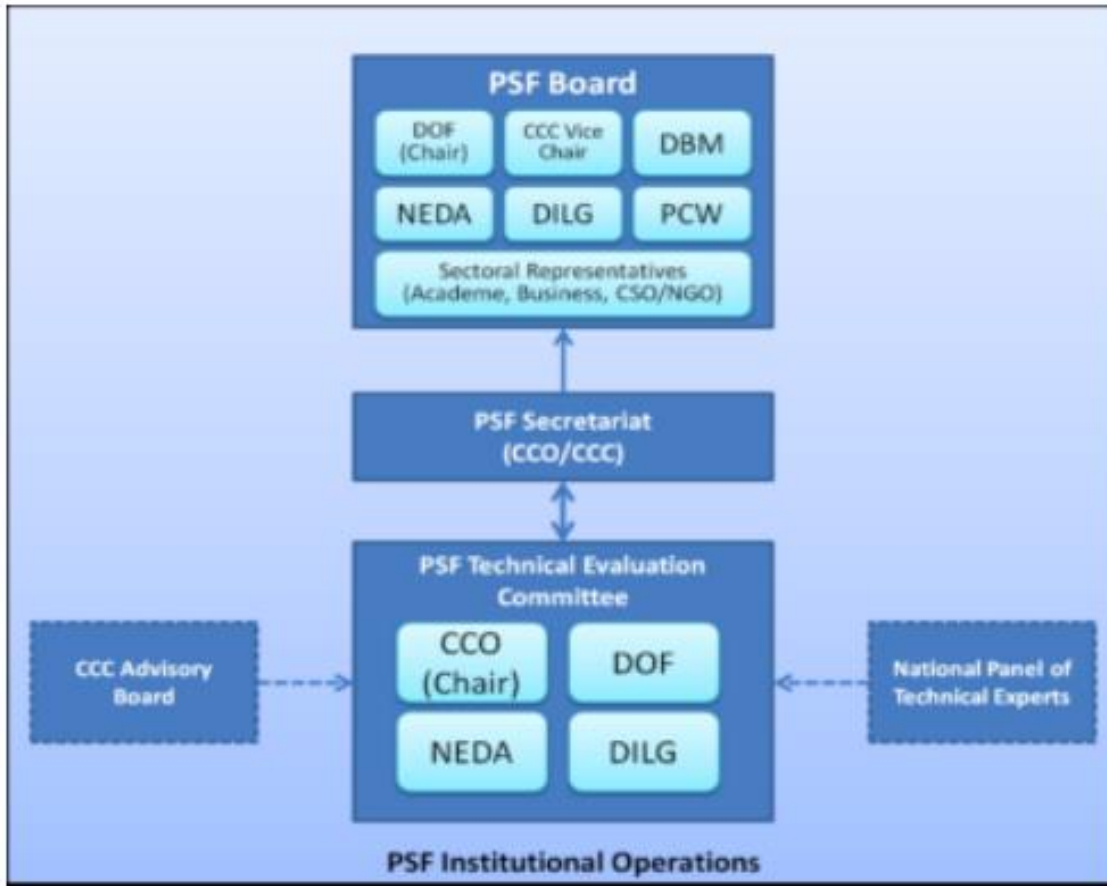 PSF Board
DOF
(Chair)
CCC Vice
Chair
DBM
NEDA
DILG
PCW
Sectoral Representatives
(Academe, Business, CSO/NGO)
PSF Secretariat
(CCO/CCC)
PSF Technical Evaluation
Committee
CCO
(Chair)
DOF
NEDA
DILG
CCC Advisory
Board
National Panel of
Technical Experts
PSF Institutional Operations